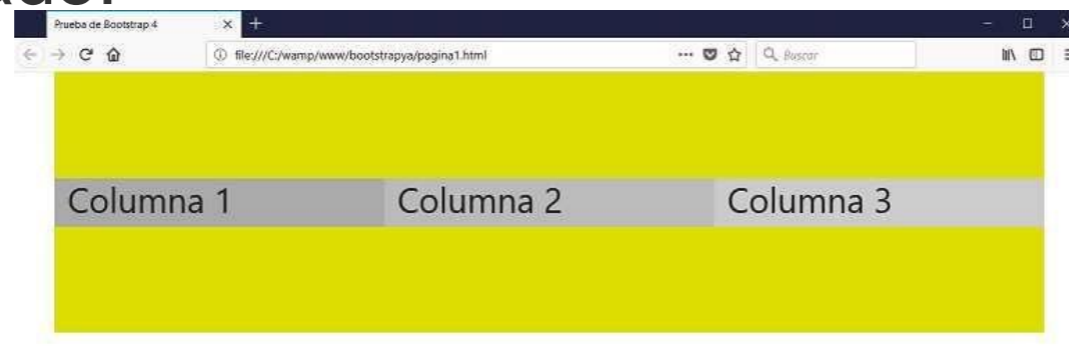 Prueba de Bootstrap 4
file:///C:/wamp/www/bootstrapya/pagina1.html
Buscar
Columna 1
Columna 2
Columna 3